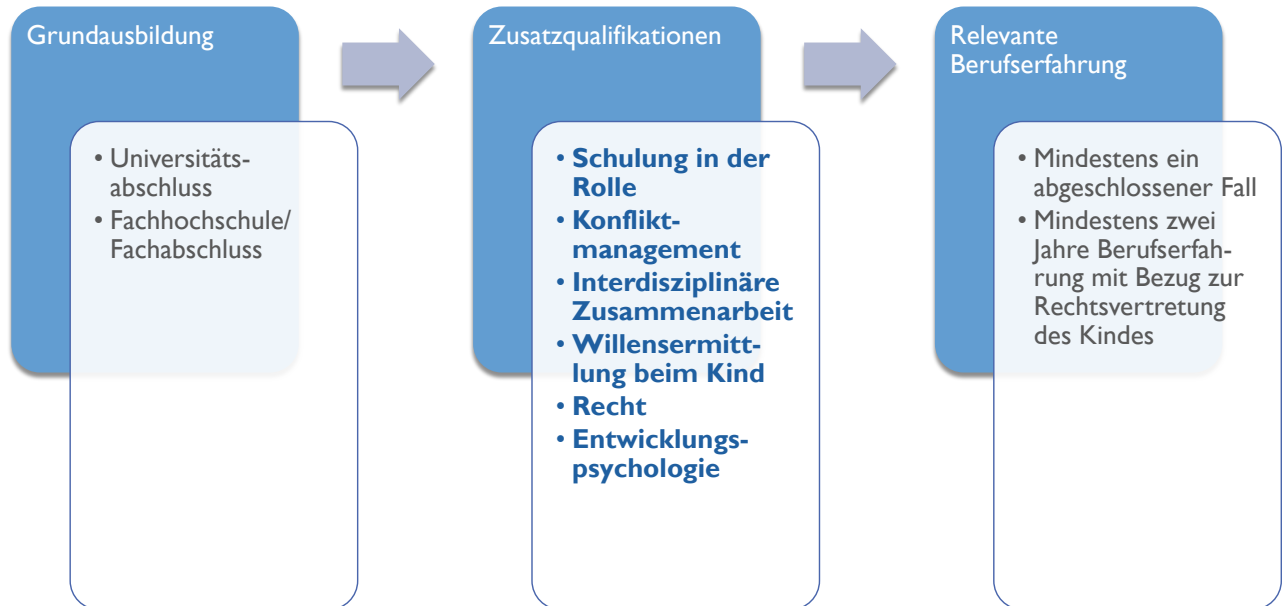 Grundausbildung
• Universitäts-
abschluss
• Fachhochschule/
Fachabschluss
Zusatzqualifikationen
• Schulung in der
Rolle
• Konflikt-
management
• Interdisziplinäre
Zusammenarbeit
• Willensermitt-
lung beim Kind
• Recht
• Entwicklungs-
psychologie
Relevante
Berufserfahrung
• Mindestens ein
abgeschlossener Fall
• Mindestens zwei
Jahre Berufserfah-
rung mit Bezug zur
Rechtsvertretung
des Kindes